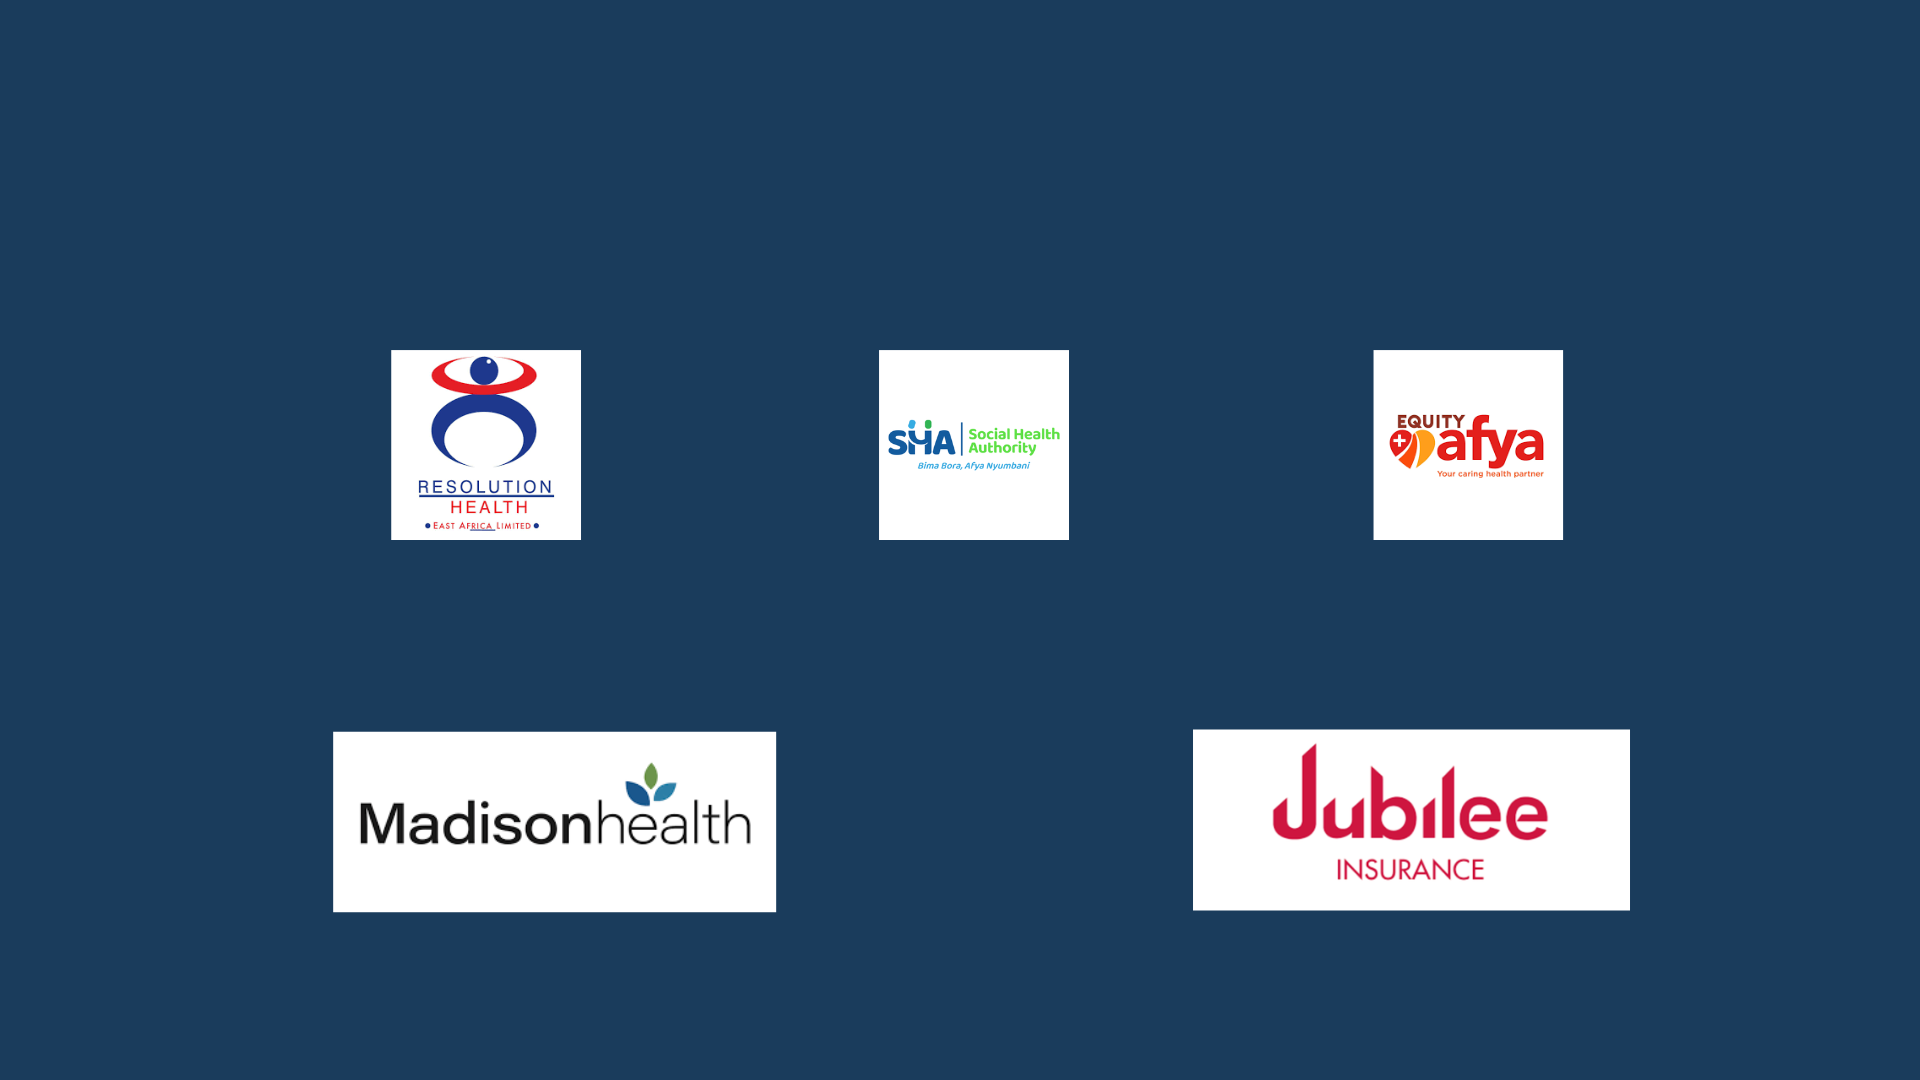 RESOLUTION
HEALTH
EAST AFRICA LIMITED
SHA
Social Health
Authority
Bima Bora, Afya Nyumbani
EQUITY
afya
Your caring health partner
Madisonhealth
Jubilee
INSURANCE